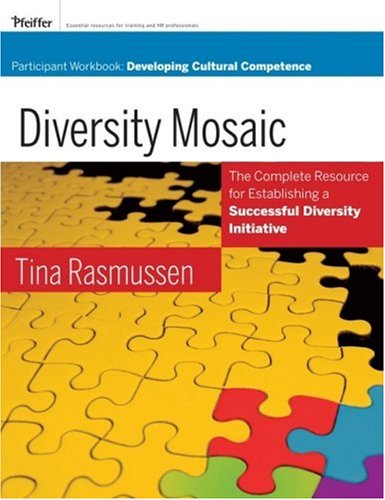 Pfeiffer
Essential resources for training and HR professionals
Participant Workbook: Developing Cultural Competence
Diversity Mosaic
The Complete Resource
for Establishing a
Successful Diversity
Initiative
Tina Rasmussen